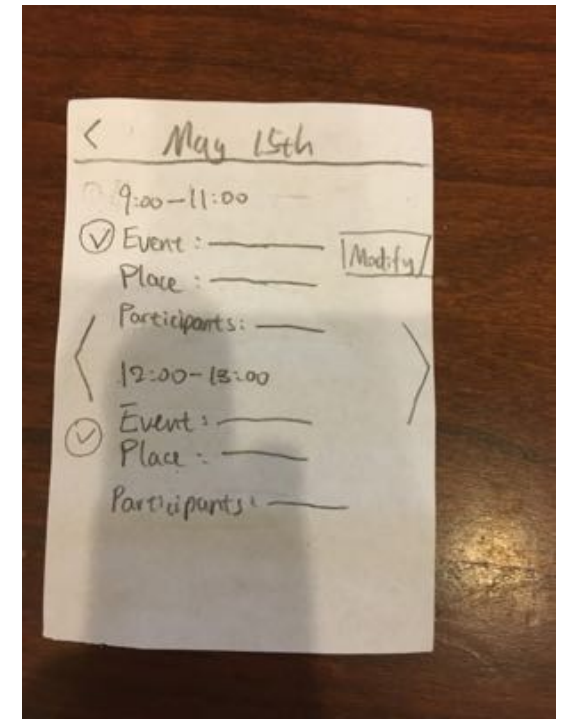 < May 15th
9:00-11:00
Event: ———
Modify
Place: ———
Participants: ———
12:00-13:00
Event: ———
Place: ———
Participants: ———